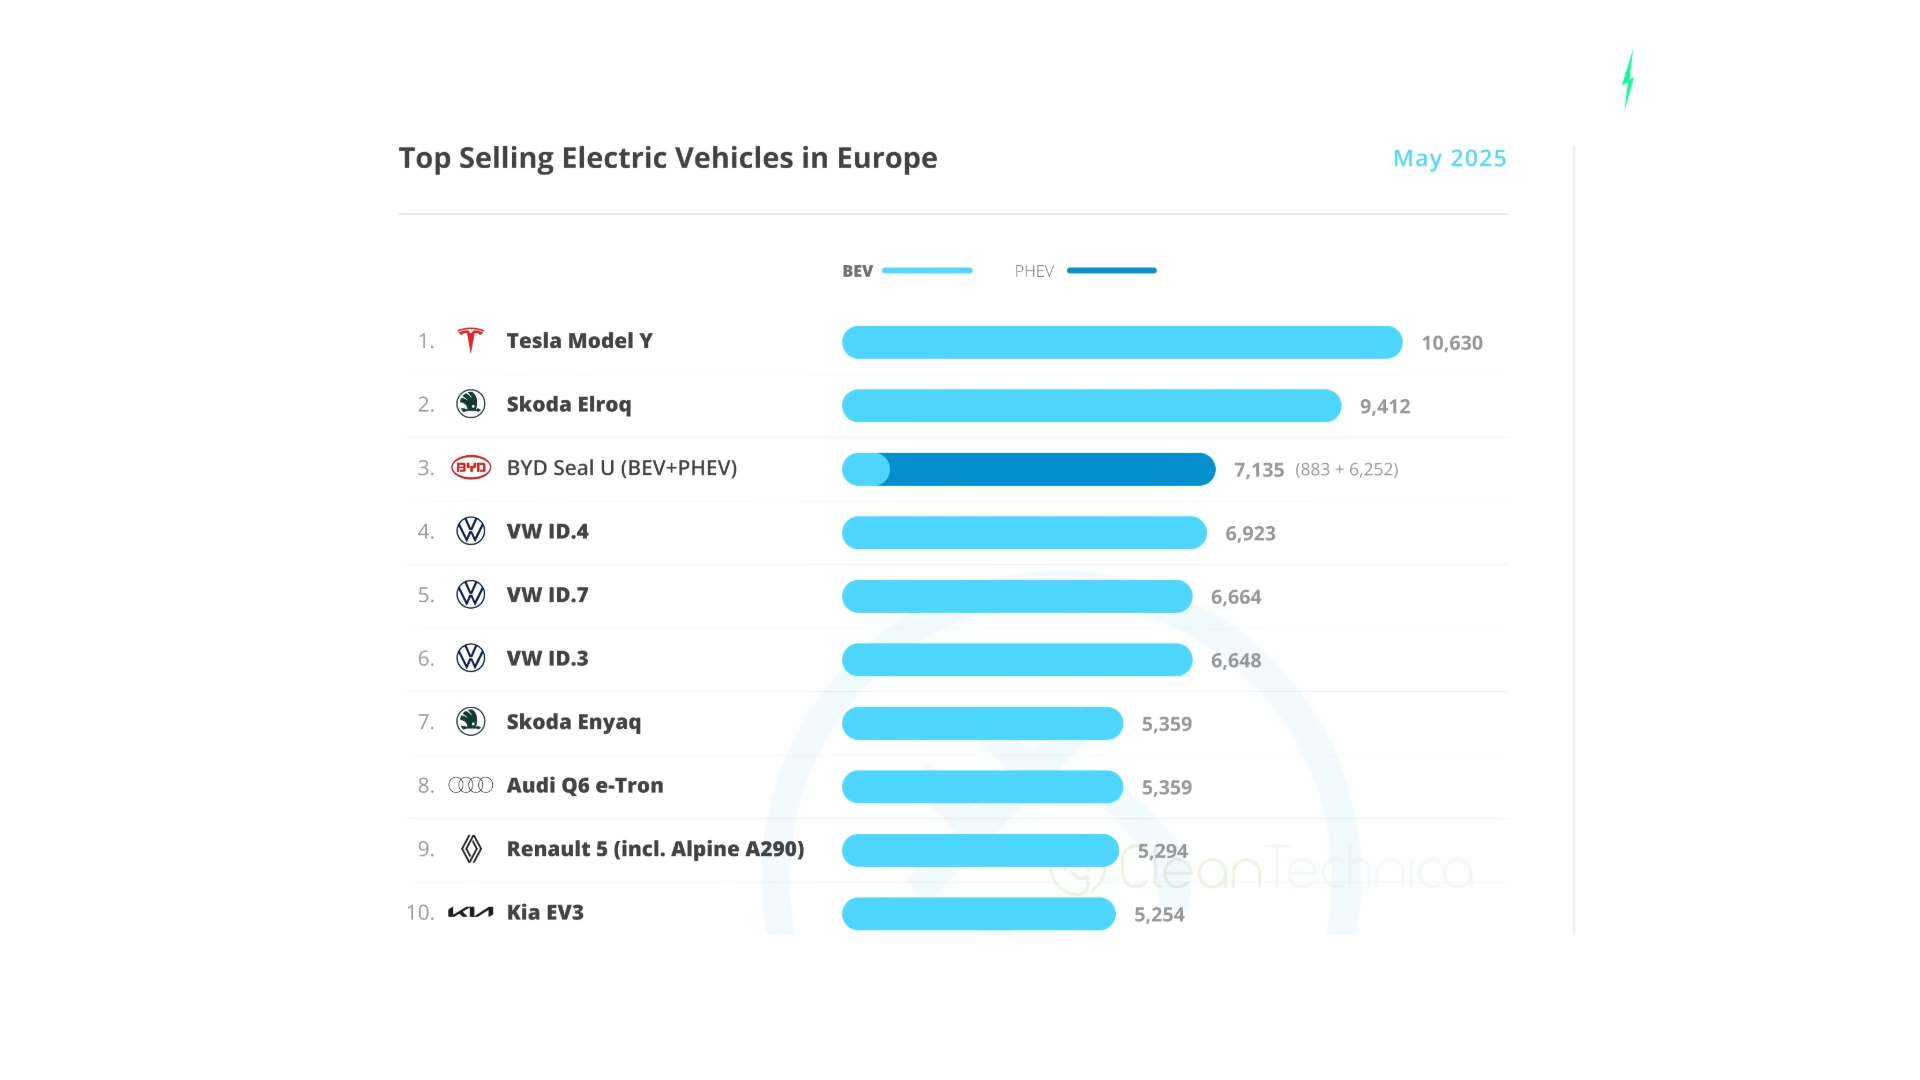 Top Selling Electric Vehicles in Europe
May 2025
BEV PHEV
1. Tesla Model Y 10,630
2. Skoda Elroq 9,412
3. BYD BYD Seal U (BEV+PHEV) 7,135 (883 + 6,252)
4. VW ID.4 6,923
5. VW ID.7 6,664
6. VW ID.3 6,648
7. Skoda Enyaq 5,359
8. Audi Q6 e-Tron 5,359
9. Renault 5 (incl. Alpine A290) 5,294
CleanTechnica
10. KIA Kia EV3 5,254